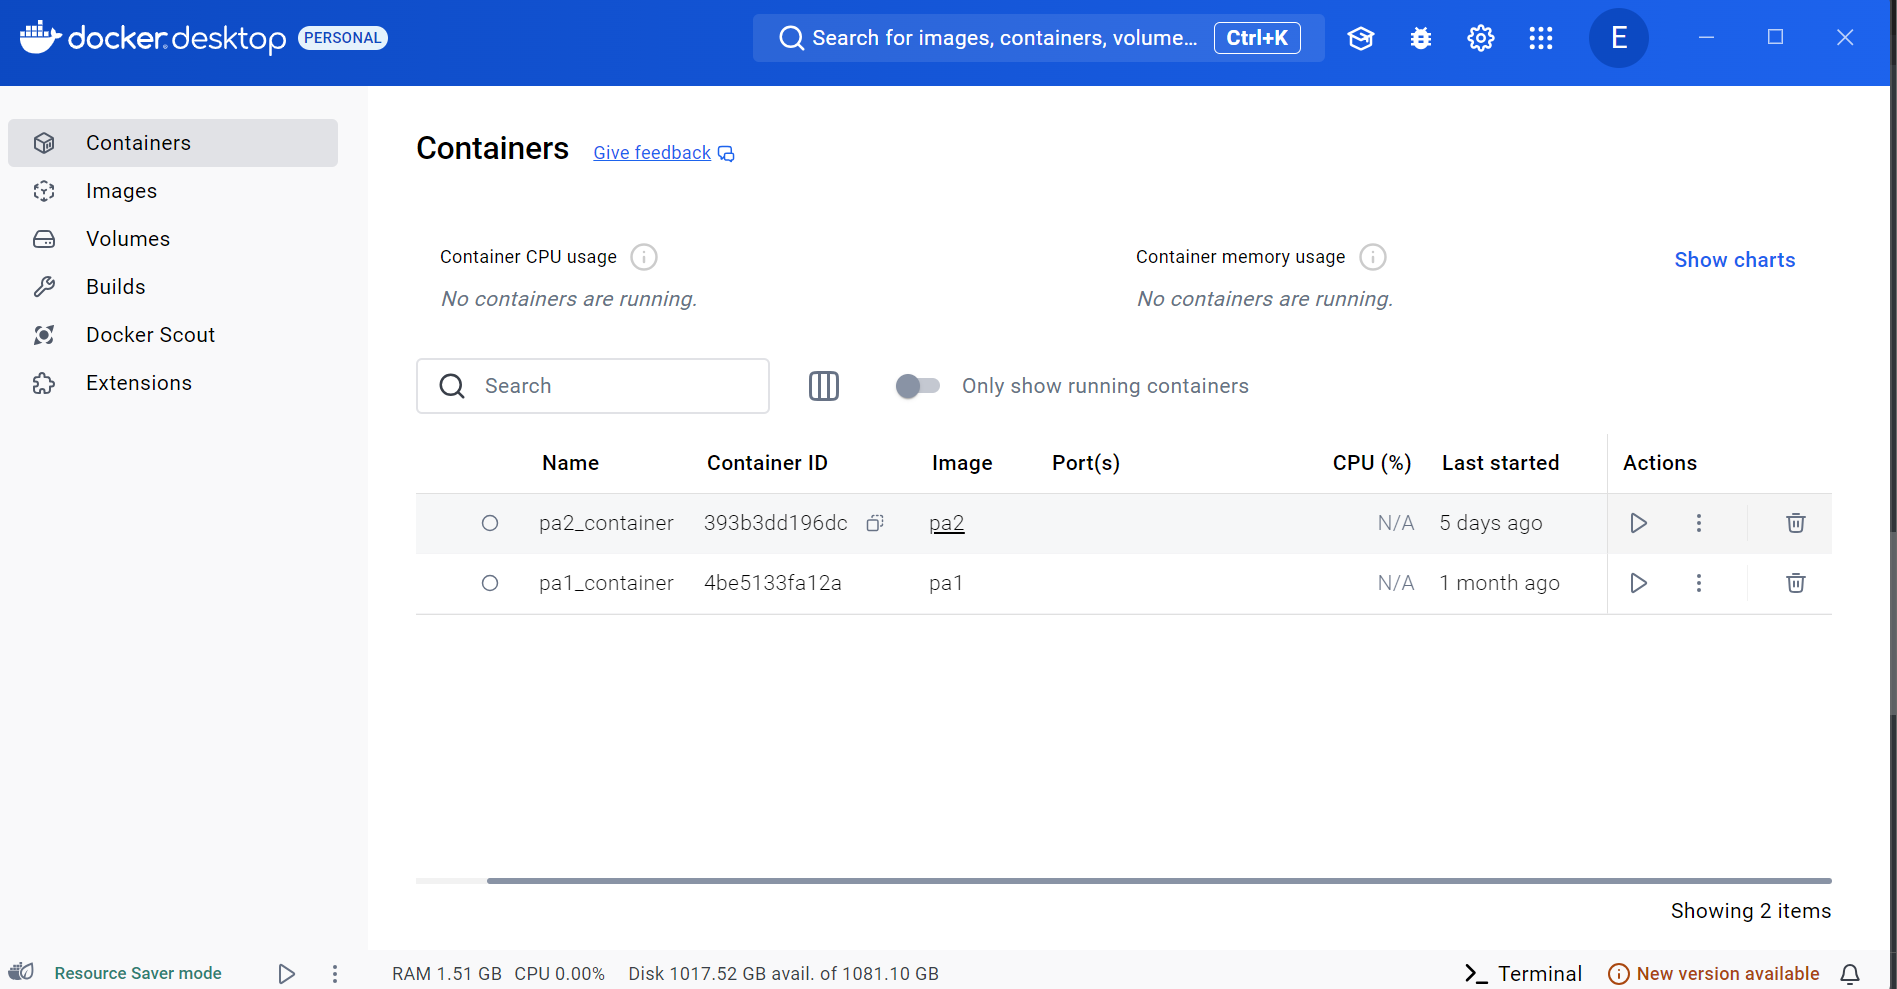 docker.desktop PERSONAL
Search for images, containers, volume... Ctrl+K
E
Containers
Images
Volumes
Builds
Docker Scout
Extensions
Containers Give feedback
Container CPU usage
No containers are running.
Container memory usage
No containers are running.
Show charts
Search
Only show running containers
Name Container ID Image Port(s) CPU (%) Last started Actions
pa2_container 393b3dd196dc pa2 N/A 5 days ago
pa1_container 4be5133fa12a pa1 N/A 1 month ago
Showing 2 items
Resource Saver mode RAM 1.51 GB CPU 0.00% Disk 1017.52 GB avail. of 1081.10 GB Terminal New version available